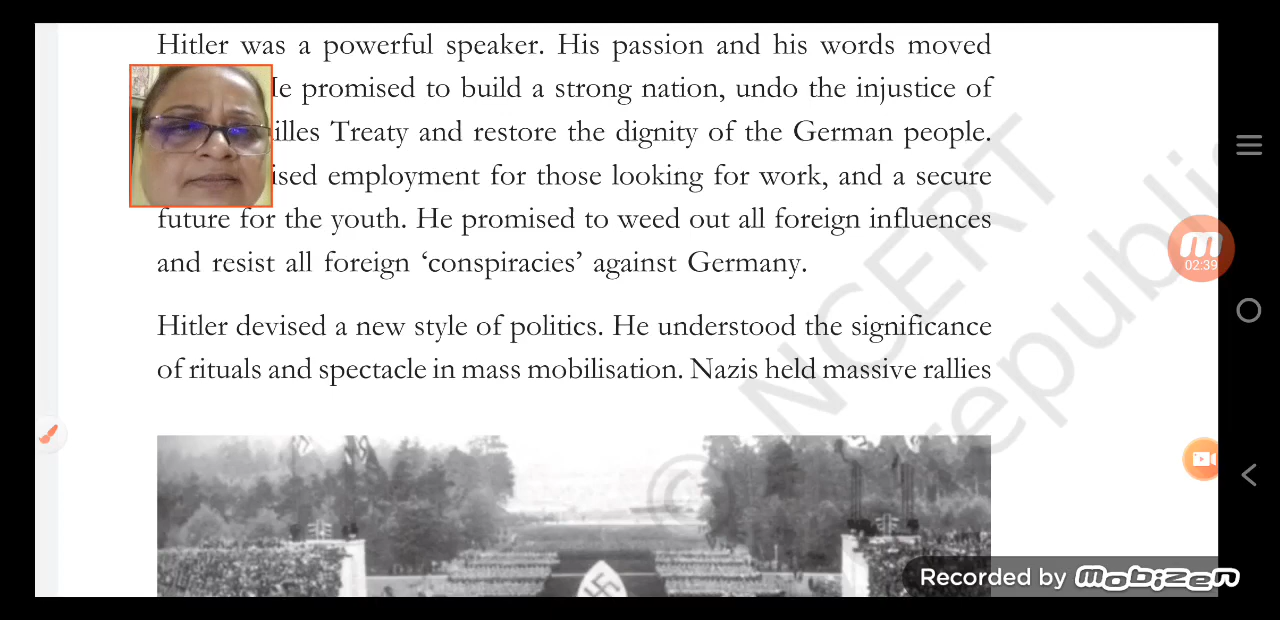 Hitler was a powerful speaker. His passion and his words moved
He promised to build a strong nation, undo the injustice of
illes Treaty and restore the dignity of the German people.
ised employment for those looking for work, and a secure
future for the youth. He promised to weed out all foreign influences
and resist all foreign ‘conspiracies’ against Germany.
Hitler devised a new style of politics. He understood the significance
of rituals and spectacle in mass mobilisation. Nazis held massive rallies
© NCERT
republi
m
02:39
Recorded by mobizen